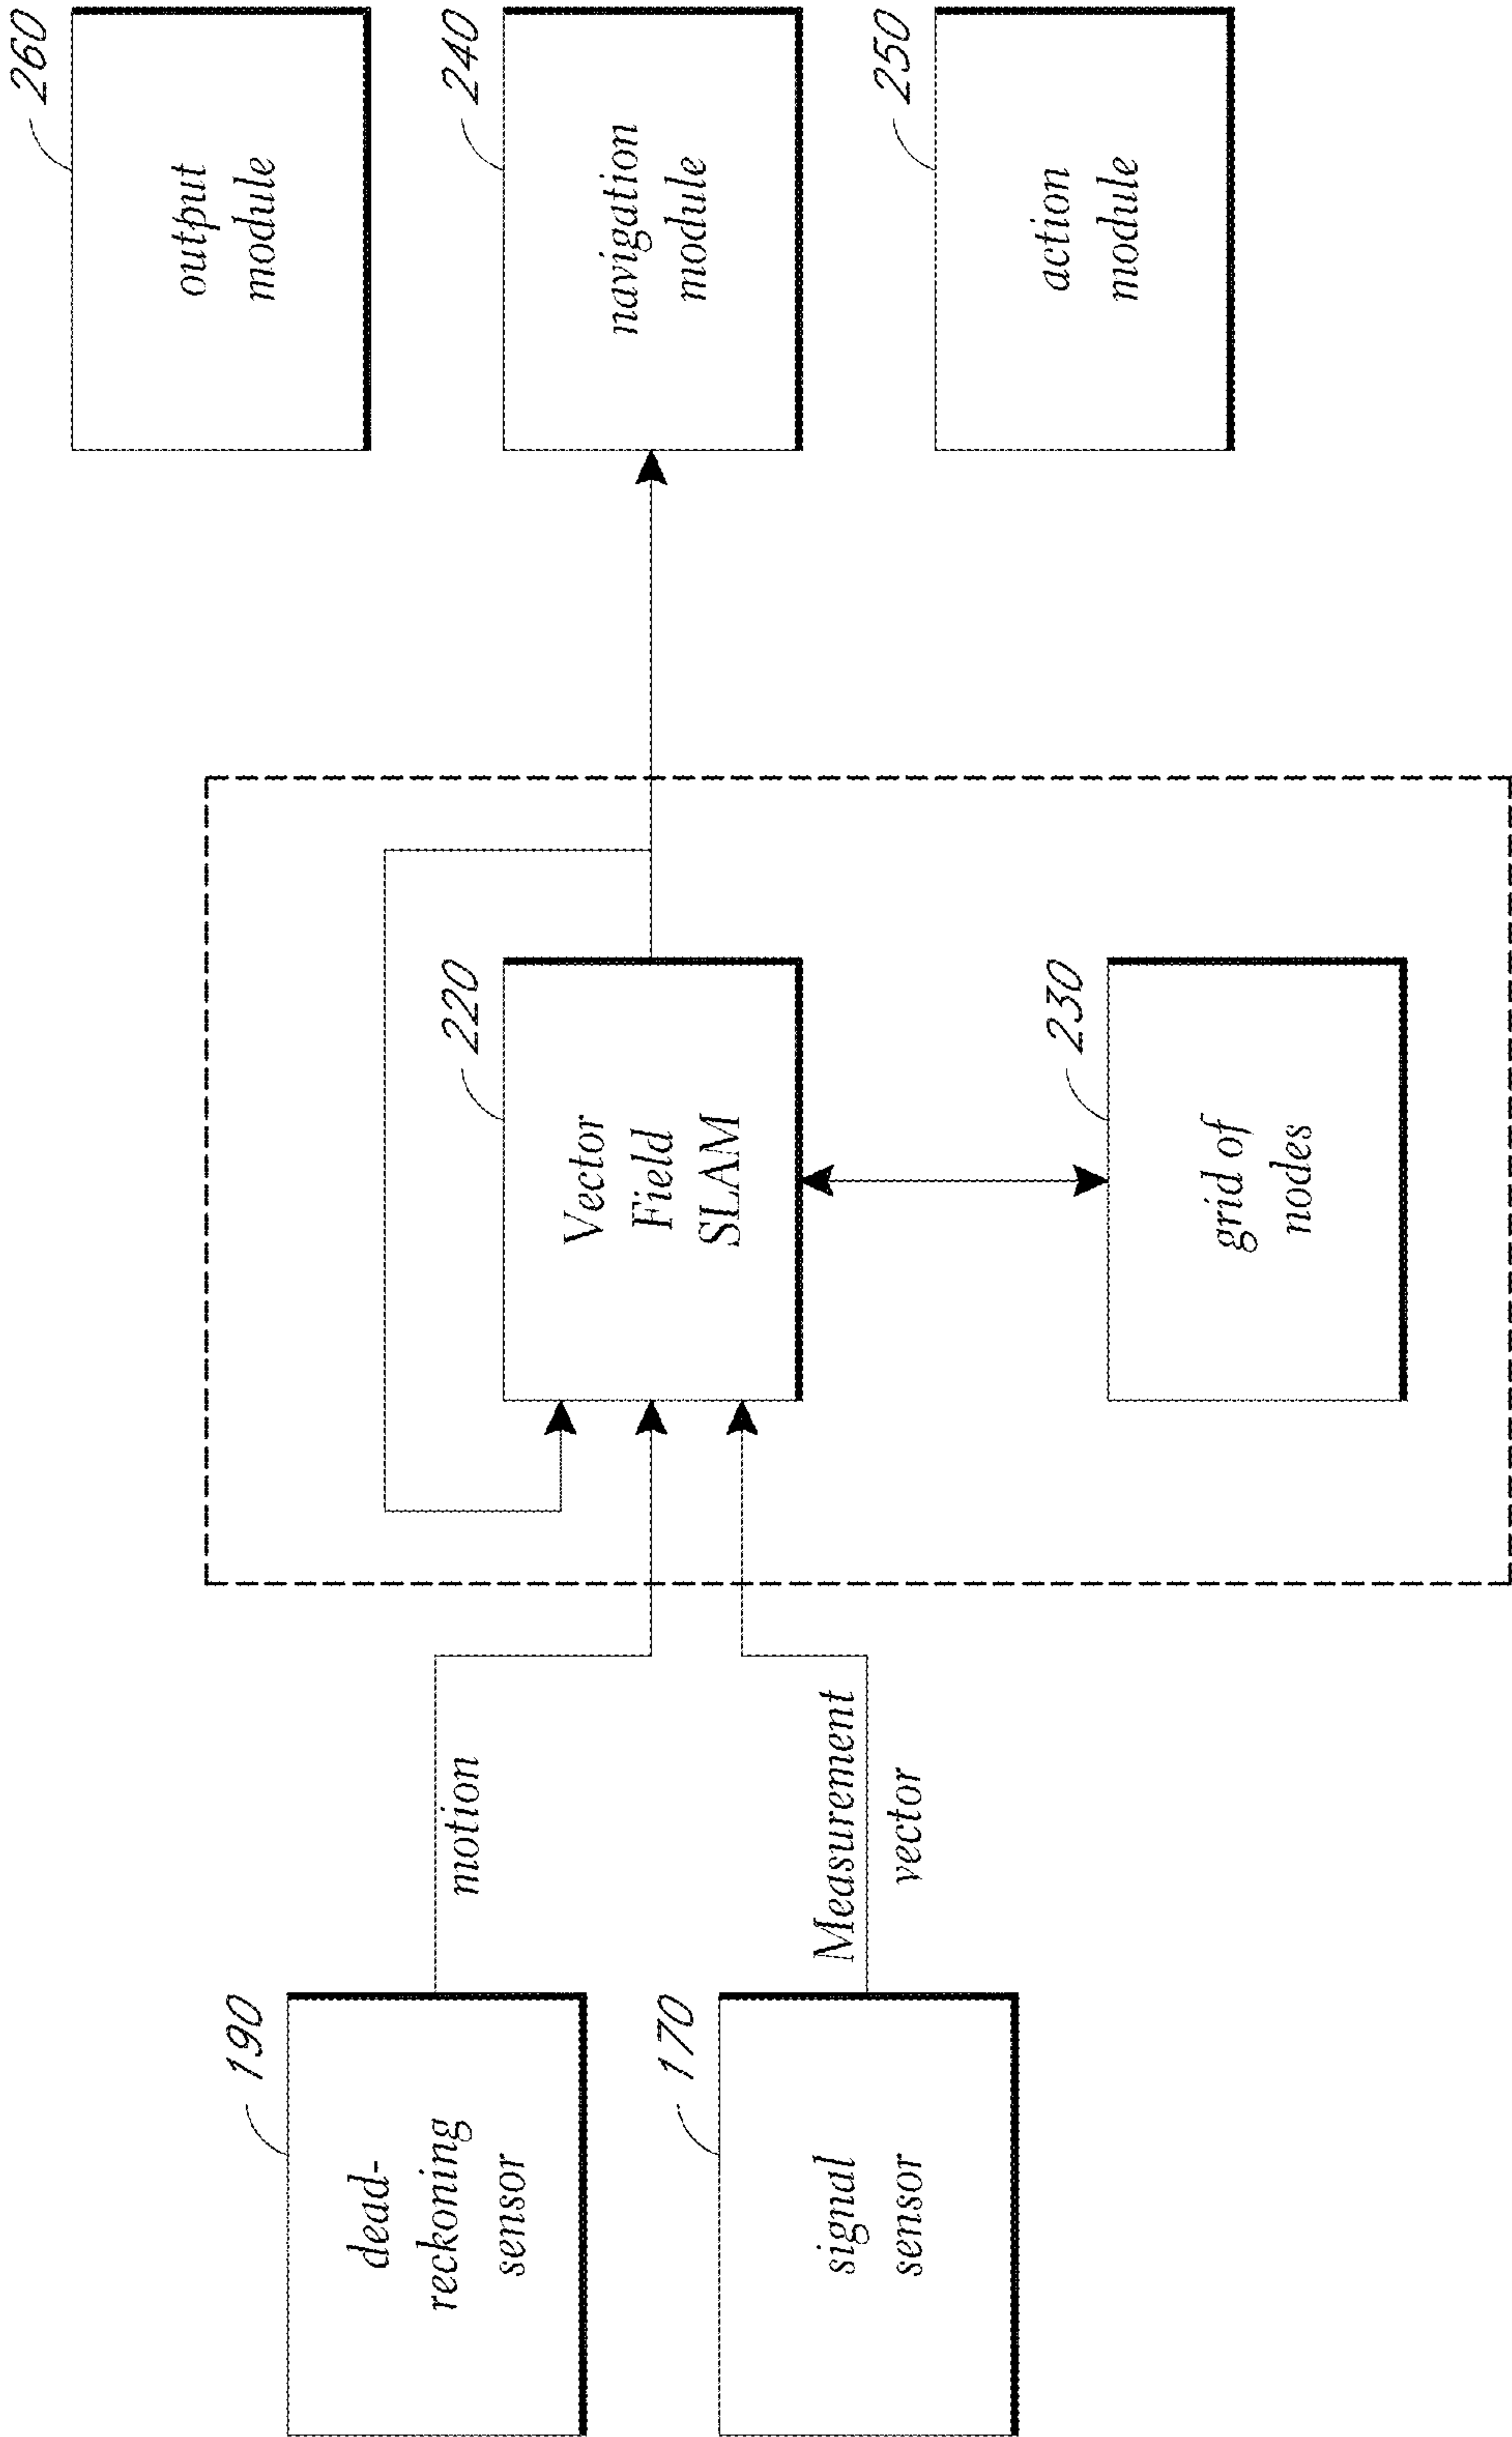 190
dead-
reckoning
sensor
170
signal
sensor
motion
Measurement
vector
220
Vector
Field
SLAM
230
grid of
nodes
260
output
module
240
navigation
module
250
action
module